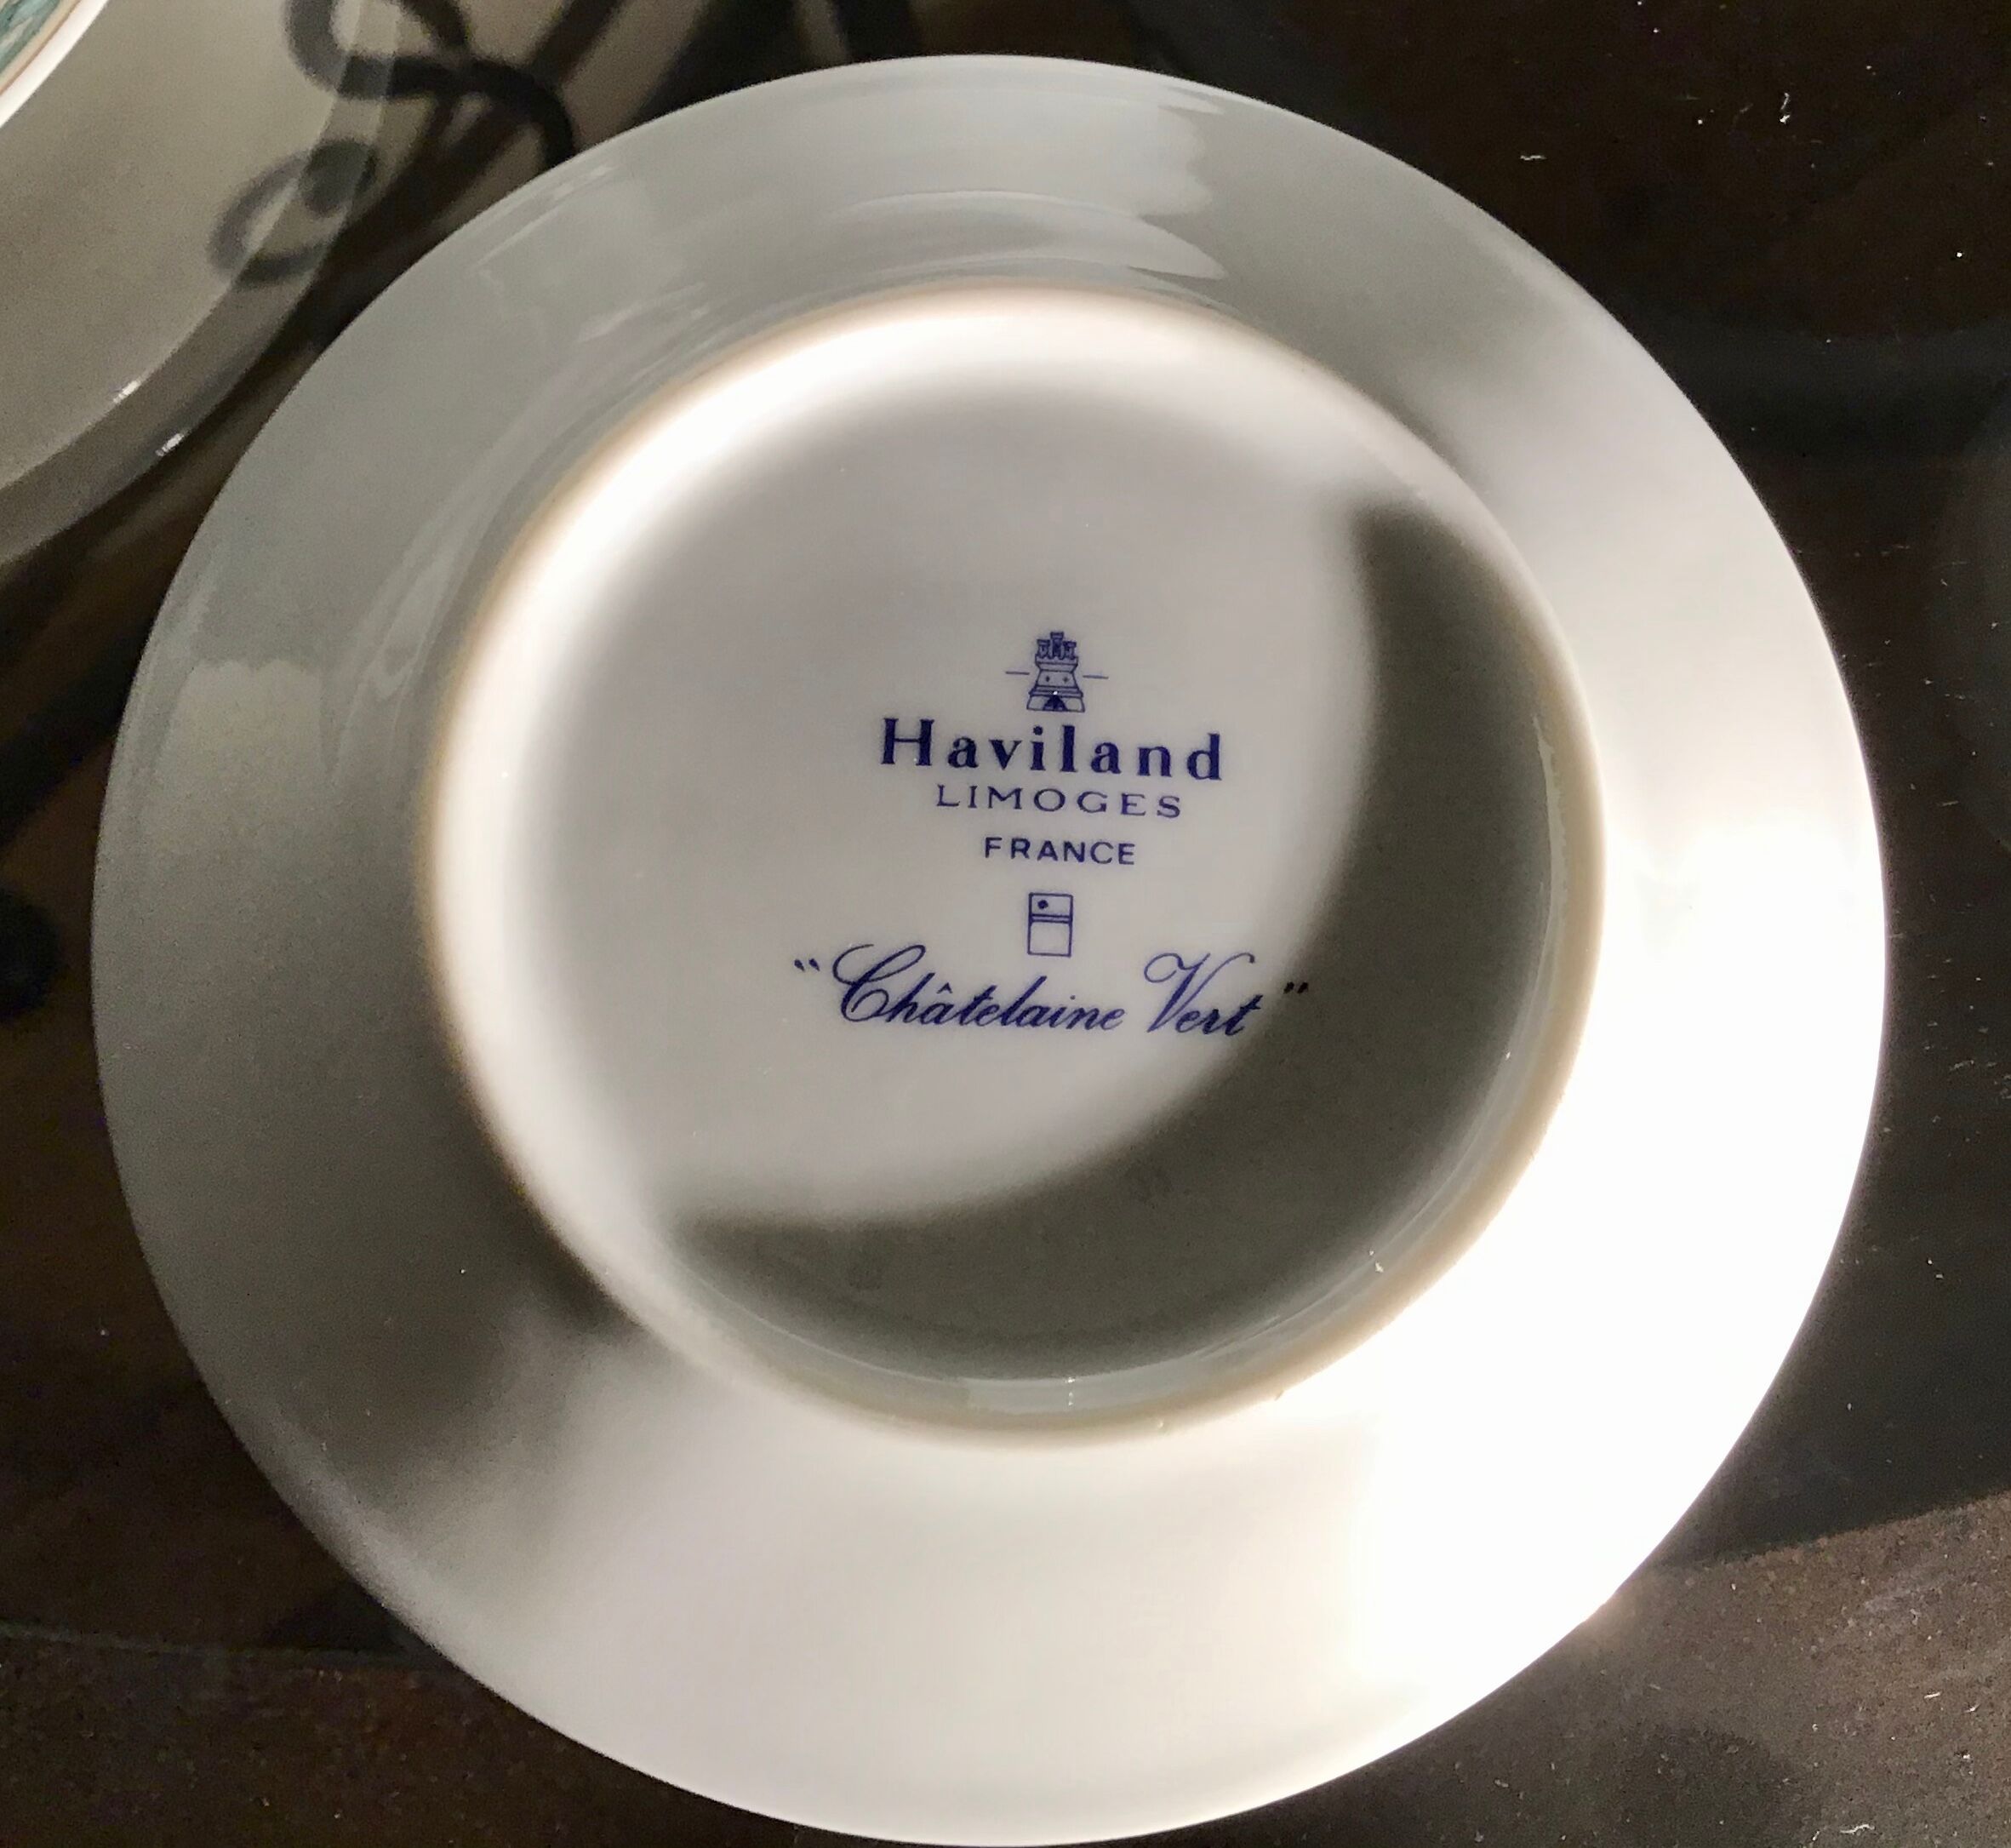 Haviland
LIMOGES
FRANCE
“Châtelaine Vert”